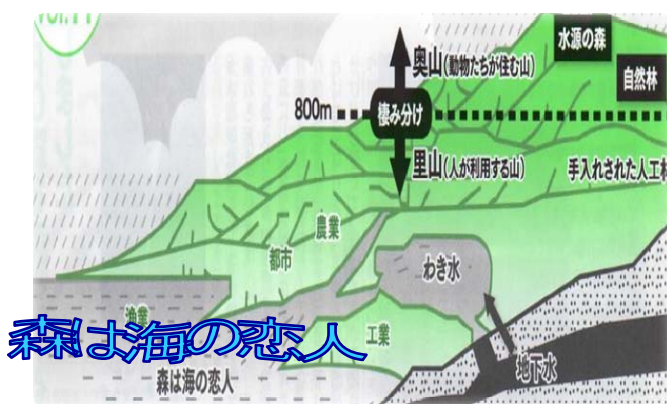 水源の森
奥山(動物たちが住む山)
自然林
800m
棲み分け
里山(人が利用する山)
手入れされた人工林
農業
都市
わき水
漁業
森は海の恋人
工業
森は海の恋人
地下水